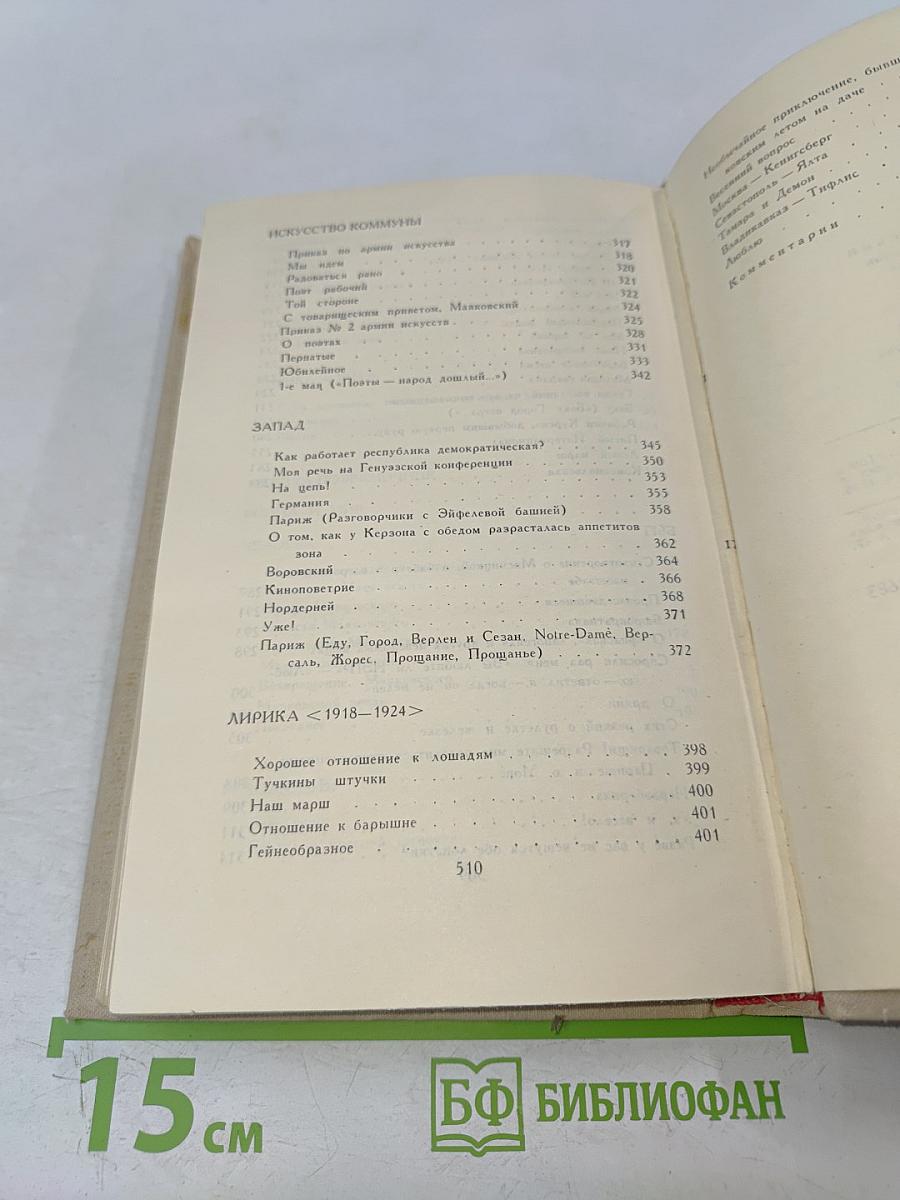 ИСКУССТВО КОММУНЫ
Приказ по армии искусства . . . . . . . . . . 317
Мы идем . . . . . . . . . . 318
Радоваться рано . . . . . . . . . . 320
Поэт рабочий . . . . . . . . . . 321
Той стороне . . . . . . . . . . 322
С товарищеским приветом, Маяковский . . . . . . 324
Приказ № 2 армии искусств . . . . . . . . . . 325
О поэтах . . . . . . . . . . 328
Пернатые . . . . . . . . . . 331
Юбилейное . . . . . . . . . . 333
1-е мая («Поэты — народ дошлый...») . . . . . . 342
ЗАПАД
Как работает республика демократическая? . . . . . 345
Моя речь на Генуэзской конференции . . . . . . 350
На цепь! . . . . . . . . . . 353
Германия . . . . . . . . . . 355
Париж (Разговорчики с Эйфелевой башней) . . . . 358
О том, как у Керзона с обедом разрасталась аппетитов
зона . . . . . . . . . . 362
Воровский . . . . . . . . . . 364
Киноповетрие . . . . . . . . . . 366
Нордерней . . . . . . . . . . 368
Уже! . . . . . . . . . . 371
Париж (Еду, Город, Верлен и Сезан, Notre-Dame, Вер-
саль, Жорес, Прощание, Прощанье) . . . . . . 372
ЛИРИКА <1918—1924>
Хорошее отношение к лошадям . . . . . . . . 398
Тучкины штучки . . . . . . . . . . 399
Наш марш . . . . . . . . . . 400
Отношение к барышне . . . . . . . . . . 401
Гейнеобразное . . . . . . . . . . 401
510
Необычайное приключение, бывш
ковским летом на даче
Весенний вопрос
Москва — Кенигсберг
Севастополь — Ялта
Тамара и Демон
Владикавказ — Тифлис
Люблю
Комментарии
15 см
БФ БИБЛИОФАН